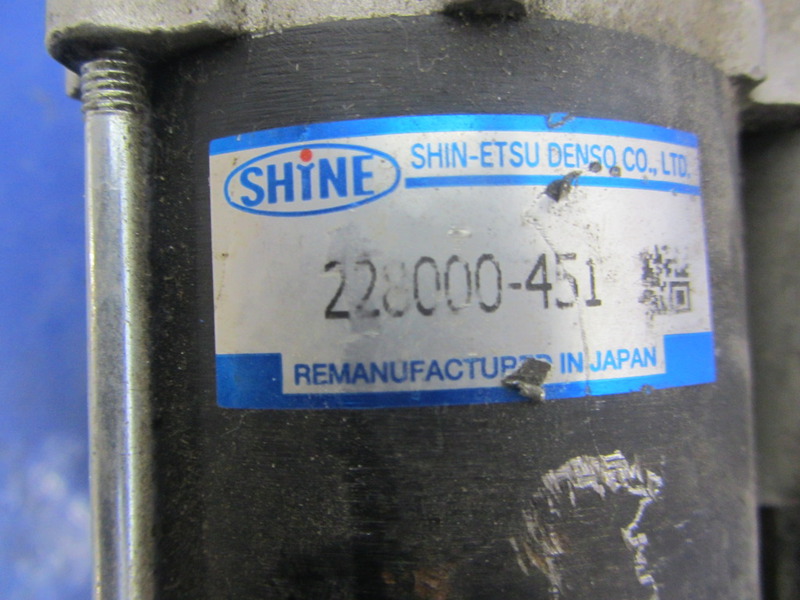 SHINE
SHIN-ETSU DENSO CO., LTD.
228000-451
REMANUFACTURED IN JAPAN